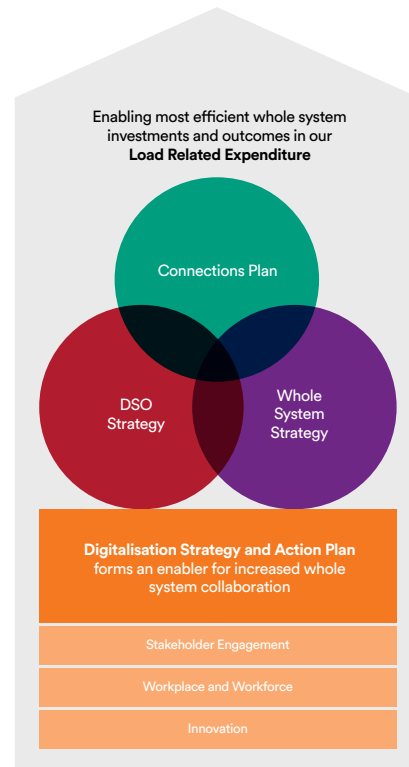 Enabling most efficient whole system
investments and outcomes in our
Load Related Expenditure
Connections Plan
DSO
Strategy
Whole
System
Strategy
Digitalisation Strategy and Action Plan
forms an enabler for increased whole
system collaboration
Stakeholder Engagement
Workplace and Workforce
Innovation